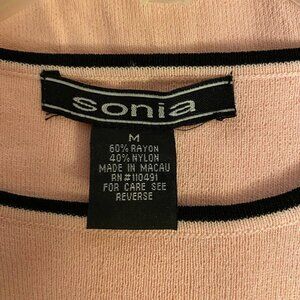 sonia
M
60% RAYON
40% NYLON
MADE IN MACAU
RN#110491
FOR CARE SEE
REVERSE